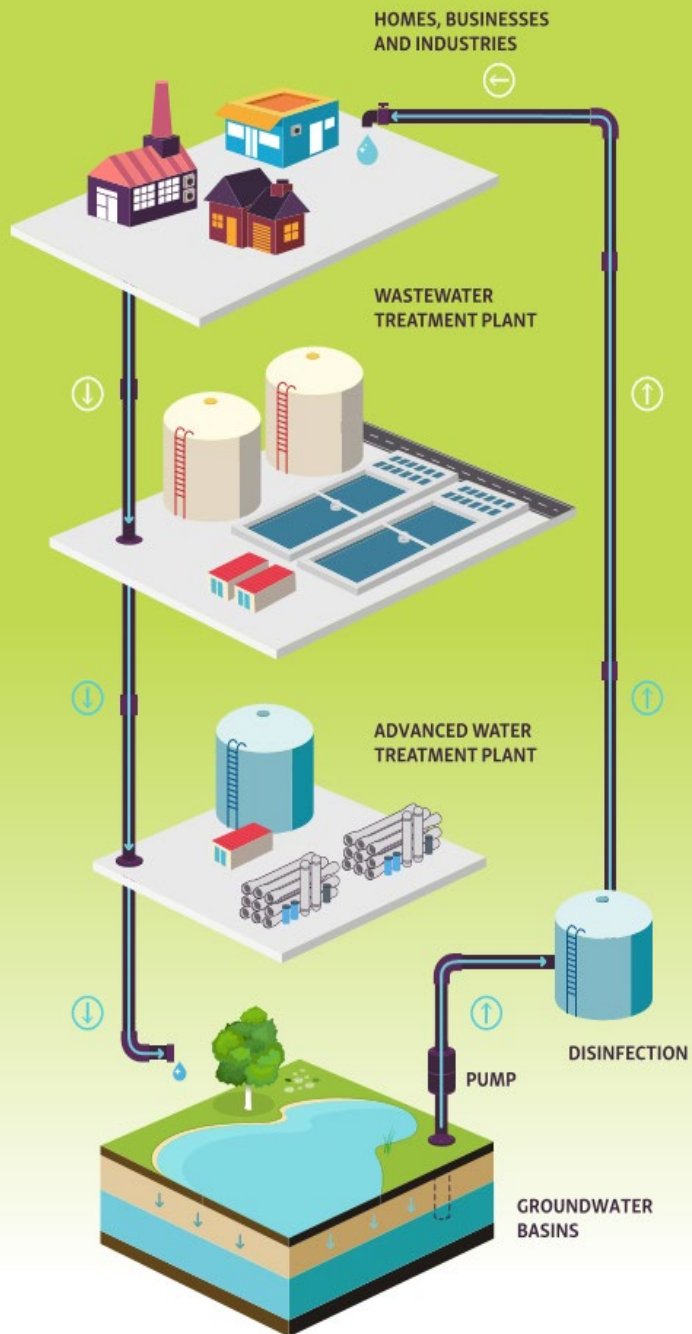 HOMES, BUSINESSES
AND INDUSTRIES
WASTEWATER
TREATMENT PLANT
ADVANCED WATER
TREATMENT PLANT
DISINFECTION
PUMP
GROUNDWATER
BASINS